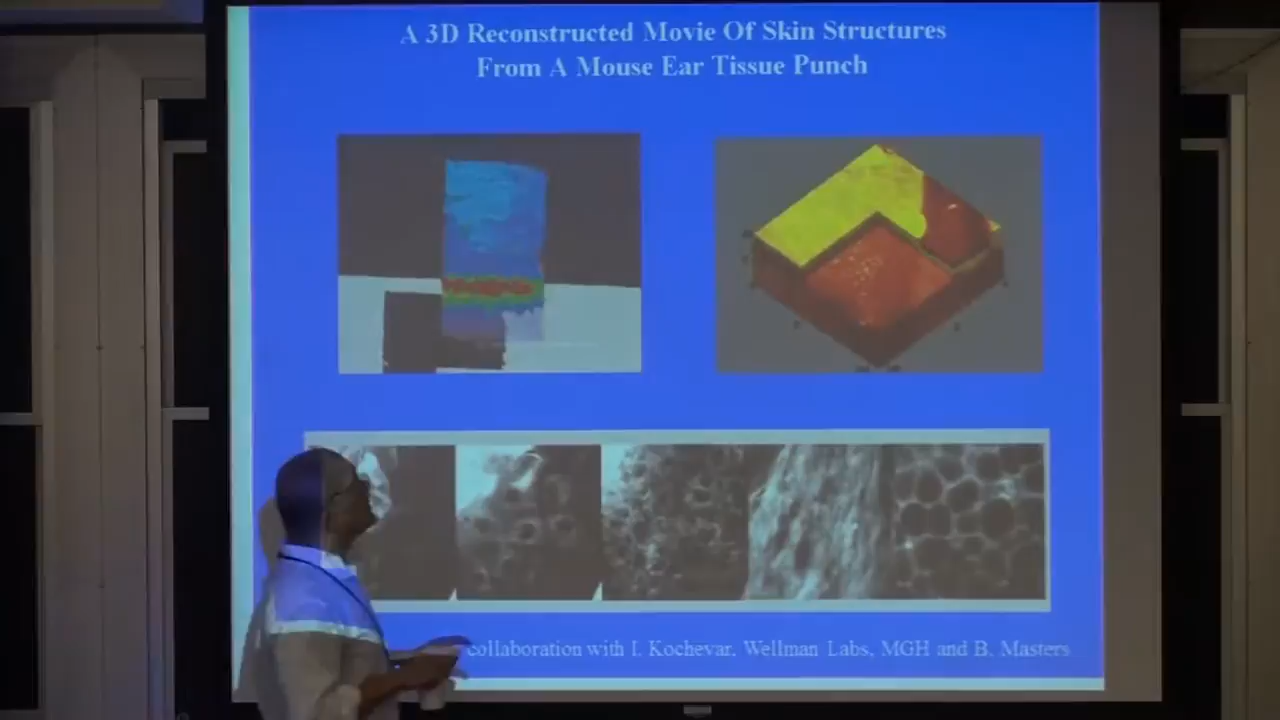 A 3D Reconstructed Movie Of Skin Structures
From A Mouse Ear Tissue Punch
collaboration with I. Kochevar, Wellman Labs, MGH and B. Masters